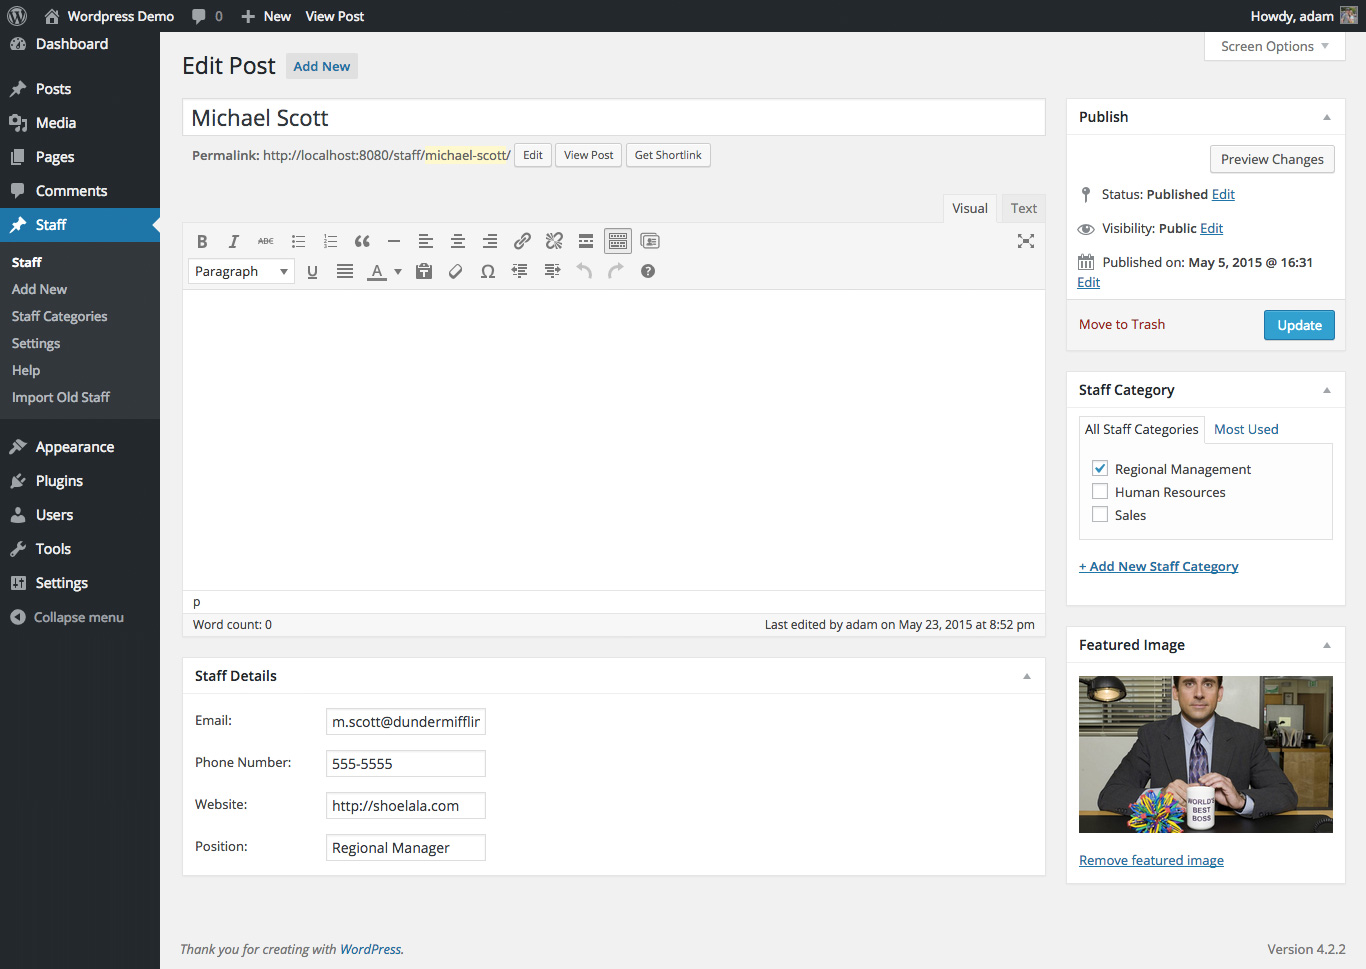 Wordpress Demo 0 New View Post Howdy, adam
Dashboard
Posts
Media
Pages
Comments
Staff
Staff
Add New
Staff Categories
Settings
Help
Import Old Staff
Appearance
Plugins
Users
Tools
Settings
Collapse menu
Screen Options
Edit Post Add New
Michael Scott
Permalink: http://localhost:8080/staff/michael-scott/ Edit View Post Get Shortlink
Visual Text
B I ABC
Paragraph U A
p
Word count: 0 Last edited by adam on May 23, 2015 at 8:52 pm
Staff Details
Email: m.scott@dundermifflin
Phone Number: 555-5555
Website: http://shoelala.com
Position: Regional Manager
Publish
Preview Changes
Status: Published Edit
Visibility: Public Edit
Published on: May 5, 2015 @ 16:31
Edit
Move to Trash Update
Staff Category
All Staff Categories Most Used
Regional Management
Human Resources
Sales
+ Add New Staff Category
Featured Image
WORLD'S
BEST
BOSS
Remove featured image
Thank you for creating with WordPress. Version 4.2.2